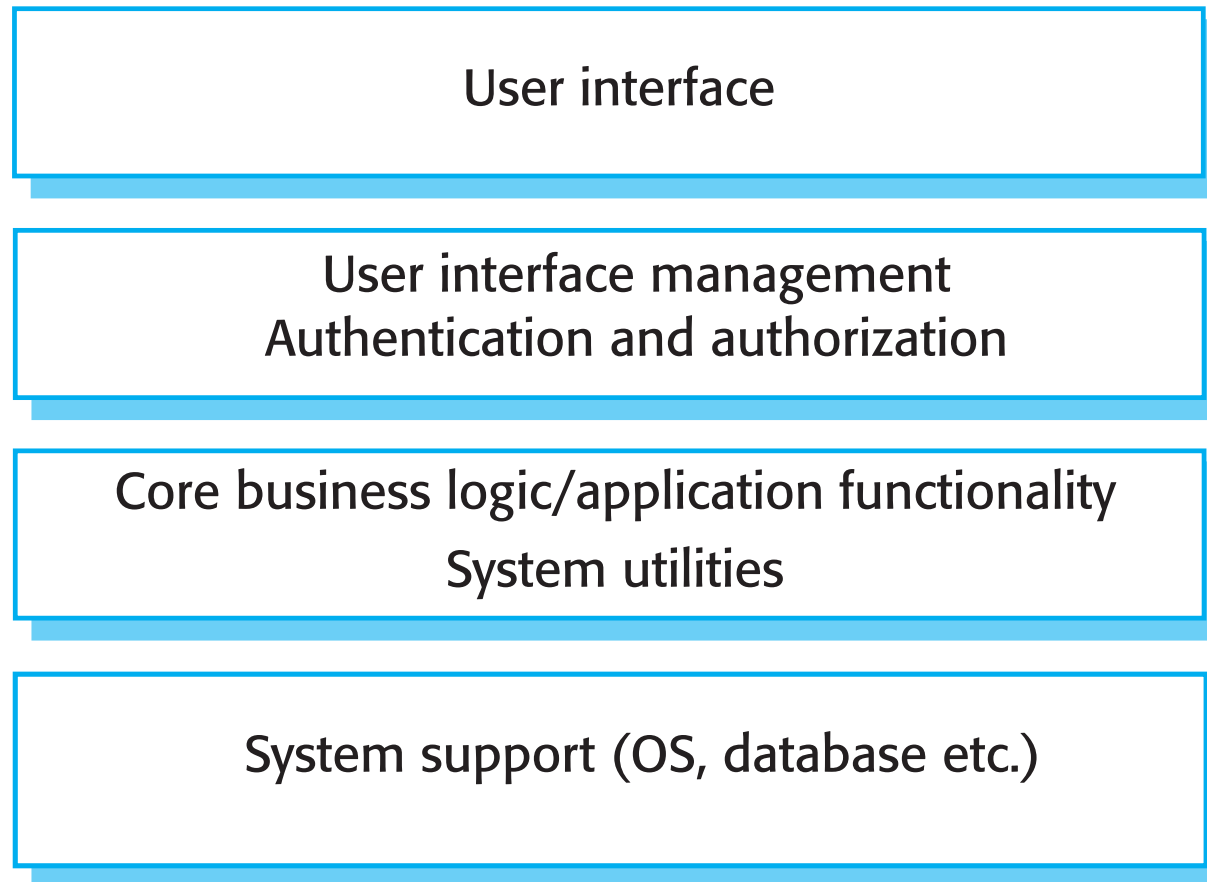 User interface
User interface management
Authentication and authorization
Core business logic/application functionality
System utilities
System support (OS, database etc.)